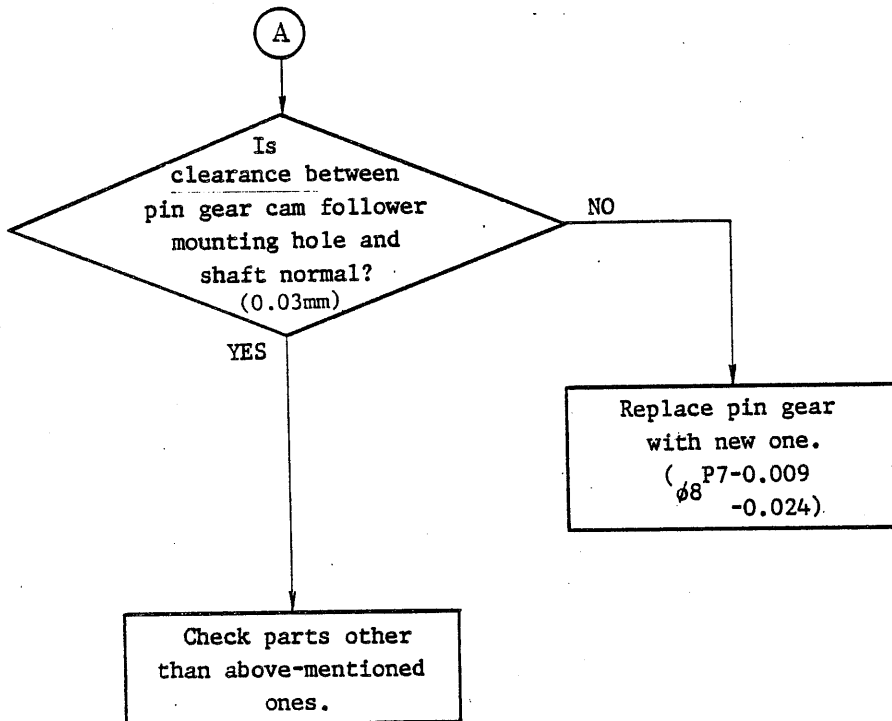 A
Is
clearance between
pin gear cam follower
mounting hole and
shaft normal?
(0.03mm)
NO
YES
Replace pin gear
with new one.
(ø8P7-0.009
-0.024)
Check parts other
than above-mentioned
ones.